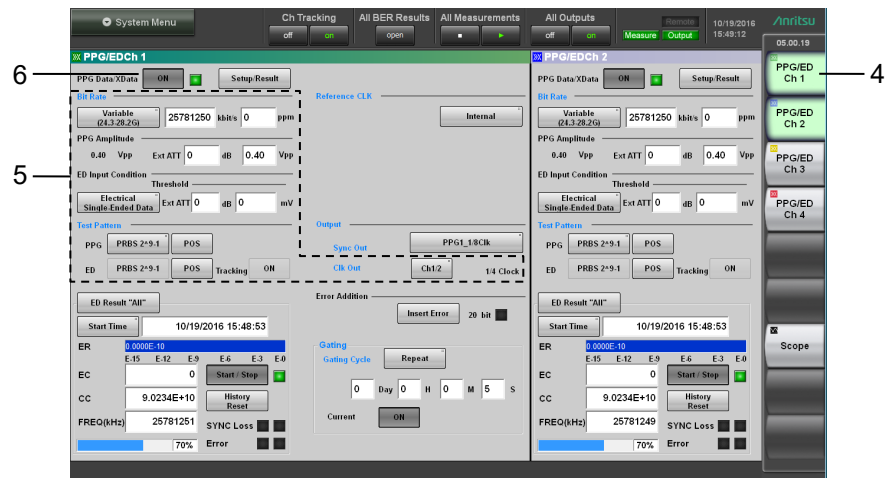 System Menu
Ch Tracking
off on
All BER Results
open
All Measurements
All Outputs
off on
Remote
Measure Output
10/19/2016
15:49:12
Anritsu
05.00.19
PPG/EDCh 1
PPG Data/XData ON Setup/Result
Bit Rate
Variable
(24.3-28.2G)
25781250 kbit/s 0 ppm
PPG Amplitude
0.40 Vpp Ext ATT 0 dB 0.40 Vpp
ED Input Condition
Threshold
Electrical
Single-Ended Data
Ext ATT 0 dB 0 mV
Test Pattern
PPG PRBS 2^9-1 POS
ED PRBS 2^9-1 POS Tracking ON
Reference CLK
Internal
Output
Sync Out PPG1_1/8Clk
Clk Out Ch1/2 1/4 Clock
ED Result "All"
Start Time 10/19/2016 15:48:53
ER 0.0000E-10
E-15 E-12 E-9 E-6 E-3 E-0
EC 0 Start / Stop
CC 9.0234E+10 History
Reset
FREQ(kHz) 25781251 SYNC Loss
70% Error
Error Addition
Insert Error 20 bit
Gating
Gating Cycle Repeat
0 Day 0 H 0 M 5 S
Current ON
PPG/EDCh 2
PPG Data/XData ON Setup/Result
Bit Rate
Variable
(24.3-28.2G)
25781250 kbit/s 0 ppm
PPG Amplitude
0.40 Vpp Ext ATT 0 dB 0.40 Vpp
ED Input Condition
Threshold
Electrical
Single-Ended Data
Ext ATT 0 dB 0 mV
Test Pattern
PPG PRBS 2^9-1 POS
ED PRBS 2^9-1 POS Tracking ON
ED Result "All"
Start Time 10/19/2016 15:48:53
ER 0.0000E-10
E-15 E-12 E-9 E-6 E-3 E-0
EC 0 Start / Stop
CC 9.0234E+10 History
Reset
FREQ(kHz) 25781249 SYNC Loss
70% Error
PPG/ED
Ch 1
PPG/ED
Ch 2
PPG/ED
Ch 3
PPG/ED
Ch 4
Scope
6
5
4